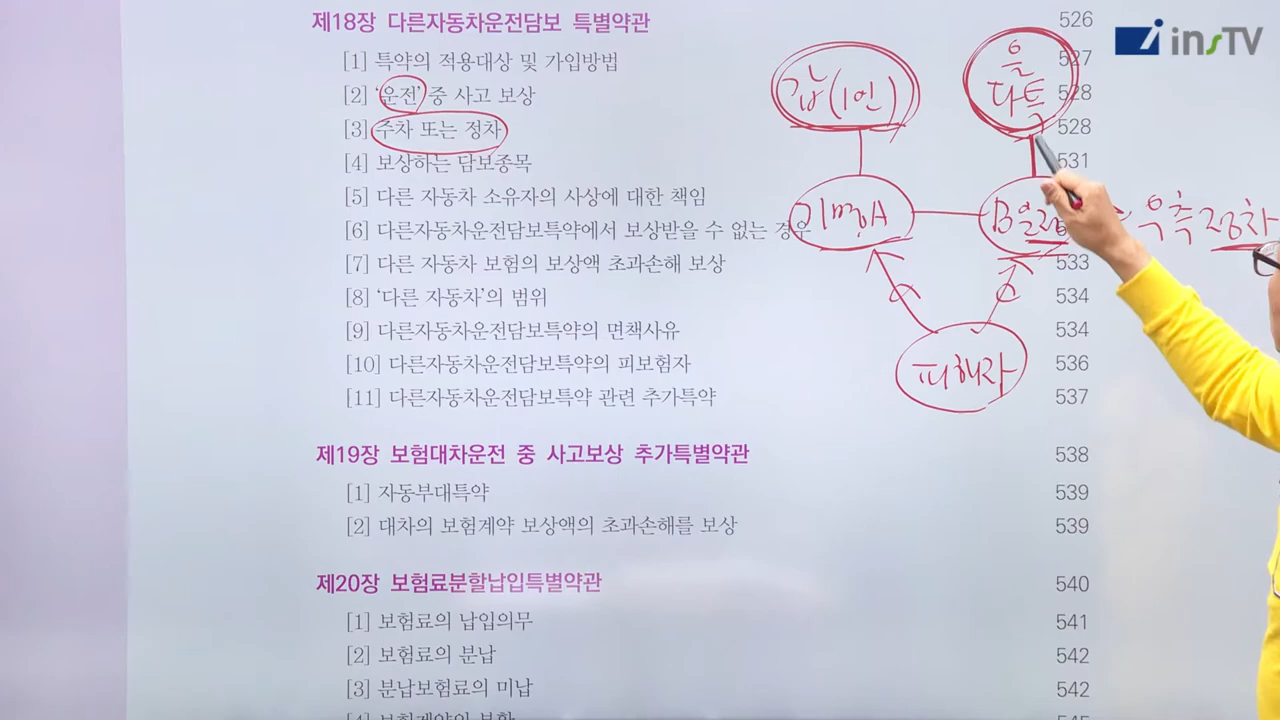 제18장 다른자동차운전담보 특별약관 526
[1] 특약의 적용대상 및 가입방법 527
[2] ‘운전’ 중 사고 보상 528
[3] 주차 또는 정차 528
[4] 보상하는 담보종목 531
[5] 다른 자동차 소유자의 사상에 대한 책임
[6] 다른자동차운전담보특약에서 보상받을 수 없는 경우
[7] 다른 자동차 보험의 보상액 초과손해 보상 533
[8] ‘다른 자동차’의 범위 534
[9] 다른자동차운전담보특약의 면책사유 534
[10] 다른자동차운전담보특약의 피보험자 536
[11] 다른자동차운전담보특약 관련 추가특약 537
제19장 보험대차운전 중 사고보상 추가특별약관 538
[1] 자동부대특약 539
[2] 대차의 보험계약 보상액의 초과손해를 보상 539
제20장 보험료분할납입특별약관 540
[1] 보험료의 납입의무 541
[2] 보험료의 분납 542
[3] 분납보험료의 미납 542
insTV
갑(1인)
을
다특
기명A
B운전
우측 정차
피해자